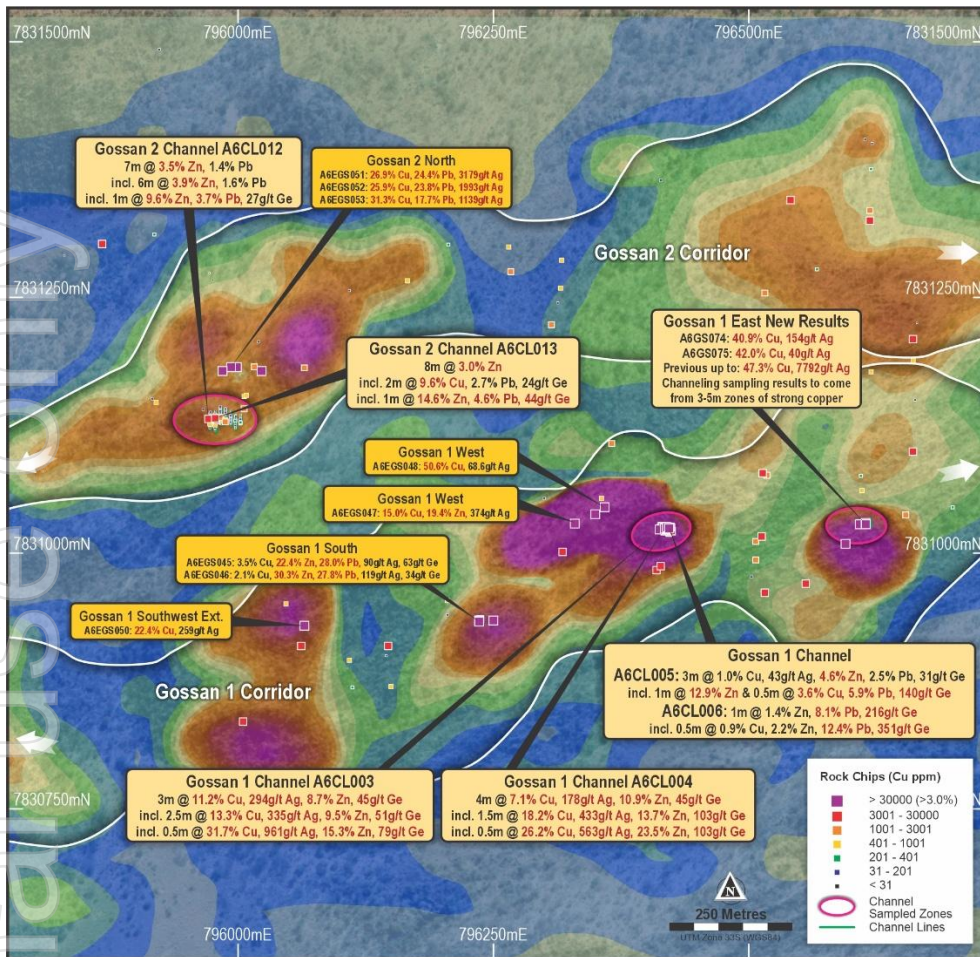 7831500mN
796000mE
796250mE
796500mE
7831500mN
Gossan 2 Channel A6CL012
7m @ 3.5% Zn, 1.4% Pb
incl. 6m @ 3.9% Zn, 1.6% Pb
incl. 1m @ 9.6% Zn, 3.7% Pb, 27g/t Ge
Gossan 2 North
A6EGS051: 26.9% Cu, 24.4% Pb, 3179g/t Ag
A6EGS052: 25.9% Cu, 23.8% Pb, 1993g/t Ag
A6EGS053: 31.3% Cu, 17.7% Pb, 1139g/t Ag
Gossan 2 Corridor
7831250mN
7831250mN
Gossan 1 East New Results
A6GS074: 40.9% Cu, 154g/t Ag
A6GS075: 42.0% Cu, 40g/t Ag
Previous up to: 47.3% Cu, 7792g/t Ag
Channeling sampling results to come
from 3-5m zones of strong copper
Gossan 2 Channel A6CL013
8m @ 3.0% Zn
incl. 2m @ 9.6% Cu, 2.7% Pb, 24g/t Ge
incl. 1m @ 14.6% Zn, 4.6% Pb, 44g/t Ge
Gossan 1 West
A6EGS048: 50.6% Cu, 68.6g/t Ag
Gossan 1 West
A6EGS047: 15.0% Cu, 19.4% Zn, 374g/t Ag
7831000mN
7831000mN
Gossan 1 South
A6EGS045: 3.5% Cu, 22.4% Zn, 28.0% Pb, 90g/t Ag, 63g/t Ge
A6EGS046: 2.1% Cu, 30.3% Zn, 27.8% Pb, 119g/t Ag, 34g/t Ge
Gossan 1 Southwest Ext.
A6EGS050: 22.4% Cu, 259g/t Ag
Gossan 1 Corridor
Gossan 1 Channel
A6CL005: 3m @ 1.0% Cu, 43g/t Ag, 4.6% Zn, 2.5% Pb, 31g/t Ge
incl. 1m @ 12.9% Zn & 0.5m @ 3.6% Cu, 5.9% Pb, 140g/t Ge
A6CL006: 1m @ 1.4% Zn, 8.1% Pb, 216g/t Ge
incl. 0.5m @ 0.9% Cu, 2.2% Zn, 12.4% Pb, 351g/t Ge
7831750mN
Gossan 1 Channel A6CL003
3m @ 11.2% Cu, 294g/t Ag, 8.7% Zn, 45g/t Ge
incl. 2.5m @ 13.3% Cu, 335g/t Ag, 9.5% Zn, 51g/t Ge
incl. 0.5m @ 31.7% Cu, 961g/t Ag, 15.3% Zn, 79g/t Ge
Gossan 1 Channel A6CL004
4m @ 7.1% Cu, 178g/t Ag, 10.9% Zn, 45g/t Ge
incl. 1.5m @ 18.2% Cu, 433g/t Ag, 13.7% Zn, 103g/t Ge
incl. 0.5m @ 26.2% Cu, 563g/t Ag, 23.5% Zn, 103g/t Ge
Rock Chips (Cu ppm)
> 30000 (>3.0%)
3001 - 30000
1001 - 3001
401 - 1001
201 - 401
31 - 201
< 31
Channel
Sampled Zones
Channel Lines
N
250 Metres
UTM Zone 33S (WGS84)
796000mE
796250mE
796500mE